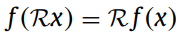 f(ℛx) = ℛf(x)